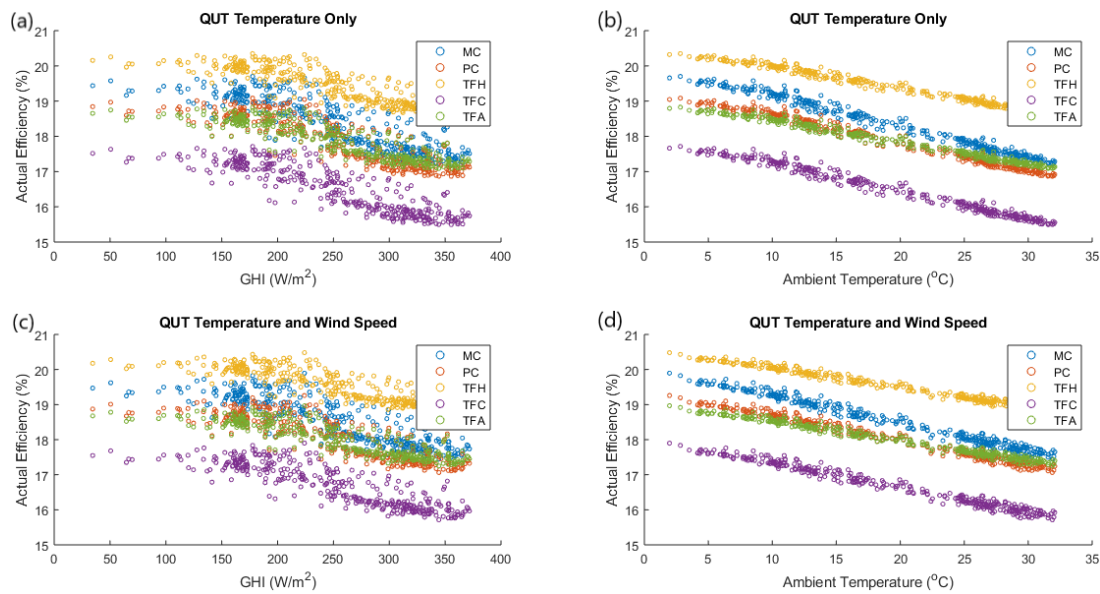 (a)
QUT Temperature Only
21
20
19
18
17
16
15
Actual Efficiency (%)
0 50 100 150 200 250 300 350 400
GHI (W/m²)
MC
PC
TFH
TFC
TFA
(b)
QUT Temperature Only
21
20
19
18
17
16
15
Actual Efficiency (%)
0 5 10 15 20 25 30 35
Ambient Temperature (°C)
MC
PC
TFH
TFC
TFA
(c)
QUT Temperature and Wind Speed
21
20
19
18
17
16
15
Actual Efficiency (%)
0 50 100 150 200 250 300 350 400
GHI (W/m²)
MC
PC
TFH
TFC
TFA
(d)
QUT Temperature and Wind Speed
21
20
19
18
17
16
15
Actual Efficiency (%)
0 5 10 15 20 25 30 35
Ambient Temperature (°C)
MC
PC
TFH
TFC
TFA